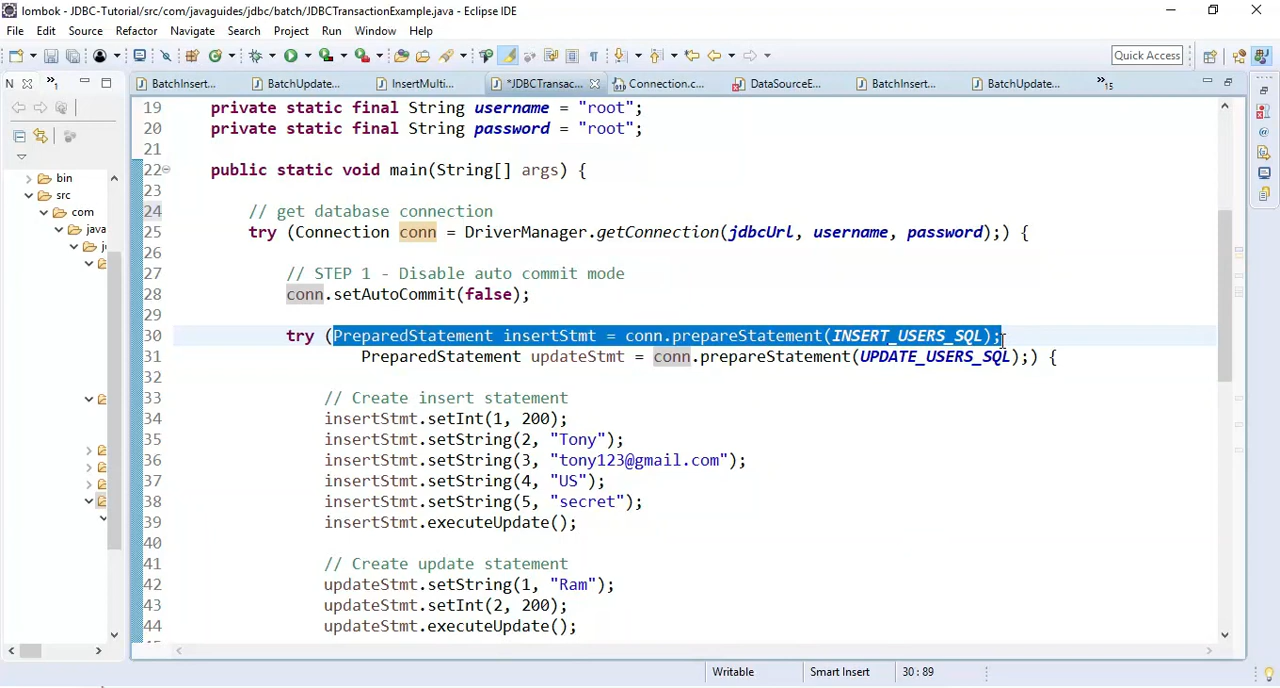 lombok - JDBC-Tutorial/src/com/javaguides/jdbc/batch/JDBCTransactionExample.java - Eclipse IDE
File Edit Source Refactor Navigate Search Project Run Window Help
Quick Access
N
1
BatchInsert... BatchUpdate... InsertMulti... *JDBCTransac... Connection.c... DataSourceE... BatchInsert... BatchUpdate... 15
bin
src
com
java
19 private static final String username = "root";
20 private static final String password = "root";
21
22 public static void main(String[] args) {
23
24 // get database connection
25 try (Connection conn = DriverManager.getConnection(jdbcUrl, username, password);) {
26
27 // STEP 1 - Disable auto commit mode
28 conn.setAutoCommit(false);
29
30 try (PreparedStatement insertStmt = conn.prepareStatement(INSERT_USERS_SQL);
31 PreparedStatement updateStmt = conn.prepareStatement(UPDATE_USERS_SQL);) {
32
33 // Create insert statement
34 insertStmt.setInt(1, 200);
35 insertStmt.setString(2, "Tony");
36 insertStmt.setString(3, "tony123@gmail.com");
37 insertStmt.setString(4, "US");
38 insertStmt.setString(5, "secret");
39 insertStmt.executeUpdate();
40
41 // Create update statement
42 updateStmt.setString(1, "Ram");
43 updateStmt.setInt(2, 200);
44 updateStmt.executeUpdate();
Writable Smart Insert 30 : 89